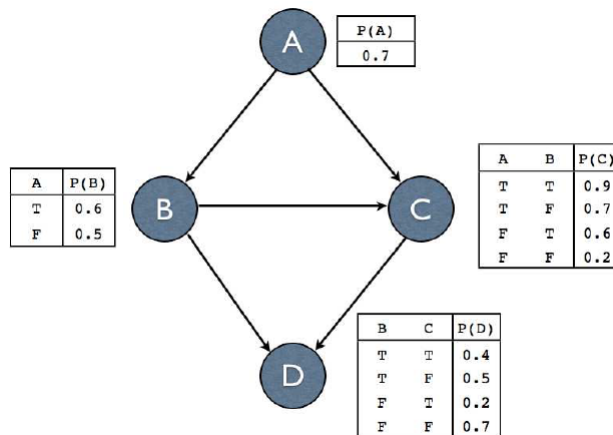 A
P(A)
0.7
B
C
D
A P(B)
T 0.6
F 0.5
A B P(C)
T T 0.9
T F 0.7
F T 0.6
F F 0.2
B C P(D)
T T 0.4
T F 0.5
F T 0.2
F F 0.7